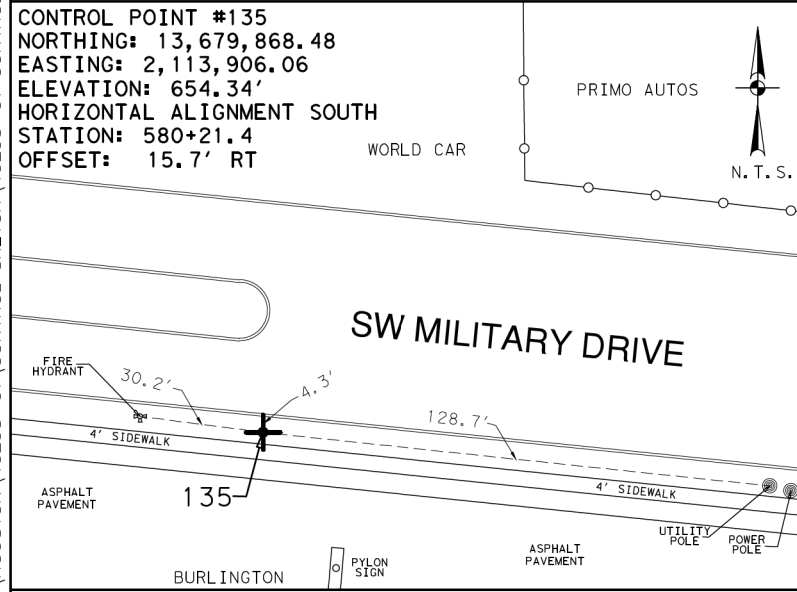 CONTROL POINT #135
NORTHING: 13,679,868.48
EASTING: 2,113,906.06
ELEVATION: 654.34'
HORIZONTAL ALIGNMENT SOUTH
STATION: 580+21.4
OFFSET: 15.7' RT
WORLD CAR
PRIMO AUTOS
N.T.S.
SW MILITARY DRIVE
FIRE
HYDRANT
30.2'
4.3'
128.7'
4' SIDEWALK
4' SIDEWALK
ASPHALT
PAVEMENT
135
UTILITY
POLE
POWER
POLE
BURLINGTON
PYLON
SIGN
ASPHALT
PAVEMENT